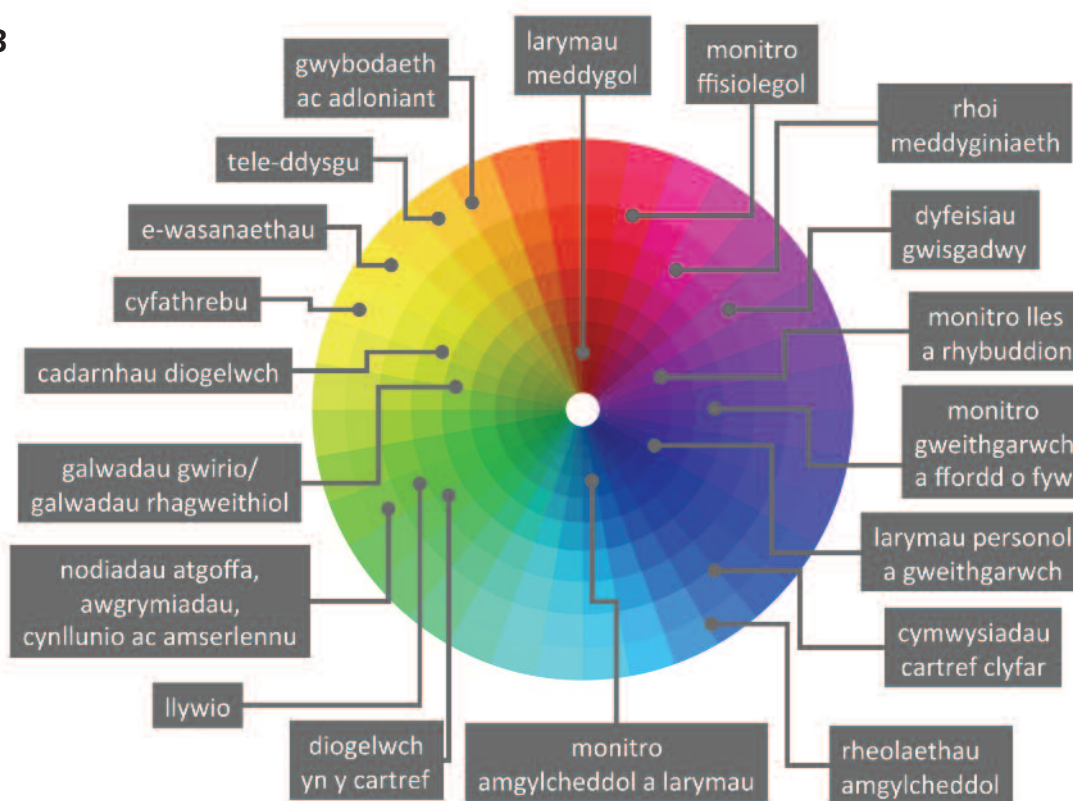 B
larymau
meddygol
monitro
ffisiolegol
gwybodaeth
ac adloniant
rhoi
meddyginiaeth
tele-ddysgu
dyfeisiau
gwisgadwy
e-wasanaethau
cyfathrebu
monitro lles
a rhybuddion
cadarnhau diogelwch
monitro
gweithgarwch
a ffordd o fyw
galwadau gwirio/
galwadau rhagweithiol
larymau personol
a gweithgarwch
nodiadau atgoffa,
awgrymiadau,
cynllunio ac amserlennu
cymwysiadau
cartref clyfar
llywio
diogelwch
yn y cartref
monitro
amgylcheddol a larymau
rheolaethau
amgylcheddol